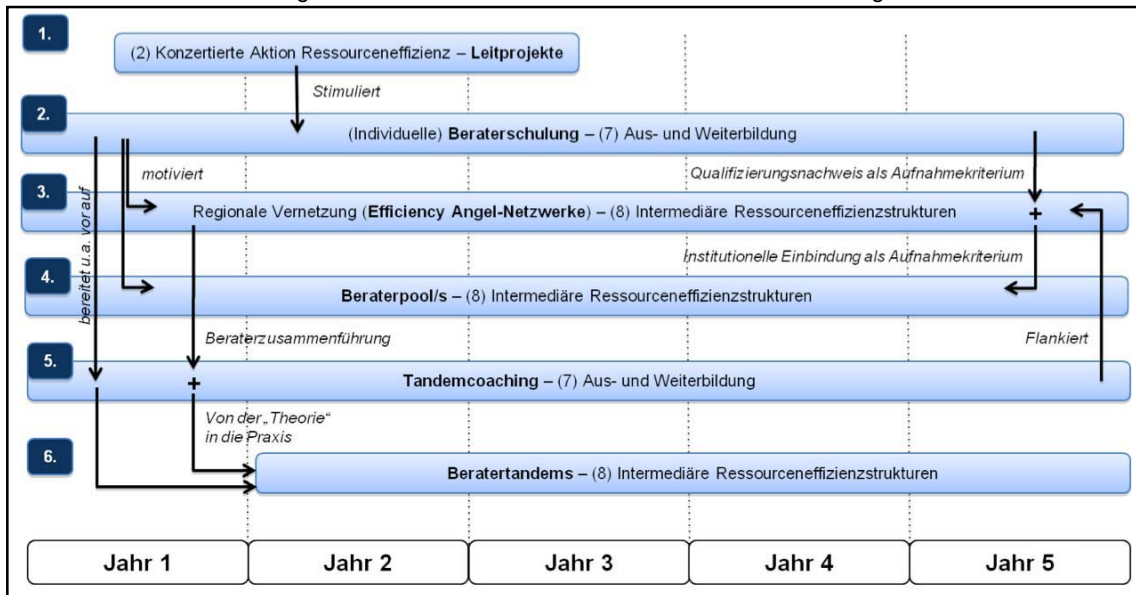 1.
(2) Konzertierte Aktion Ressourceneffizienz – Leitprojekte
Stimuliert
2.
(Individuelle) Beraterschulung – (7) Aus- und Weiterbildung
motiviert
Qualifizierungsnachweis als Aufnahmekriterium
bereitet u.a. vor auf
3.
Regionale Vernetzung (Efficiency Angel-Netzwerke) – (8) Intermediäre Ressourceneffizienzstrukturen
+
Institutionelle Einbindung als Aufnahmekriterium
4.
Beraterpool/s – (8) Intermediäre Ressourceneffizienzstrukturen
Beraterzusammenführung
Flankiert
5.
+
Tandemcoaching – (7) Aus- und Weiterbildung
Von der „Theorie“
in die Praxis
6.
Beratertandems – (8) Intermediäre Ressourceneffizienzstrukturen
Jahr 1
Jahr 2
Jahr 3
Jahr 4
Jahr 5